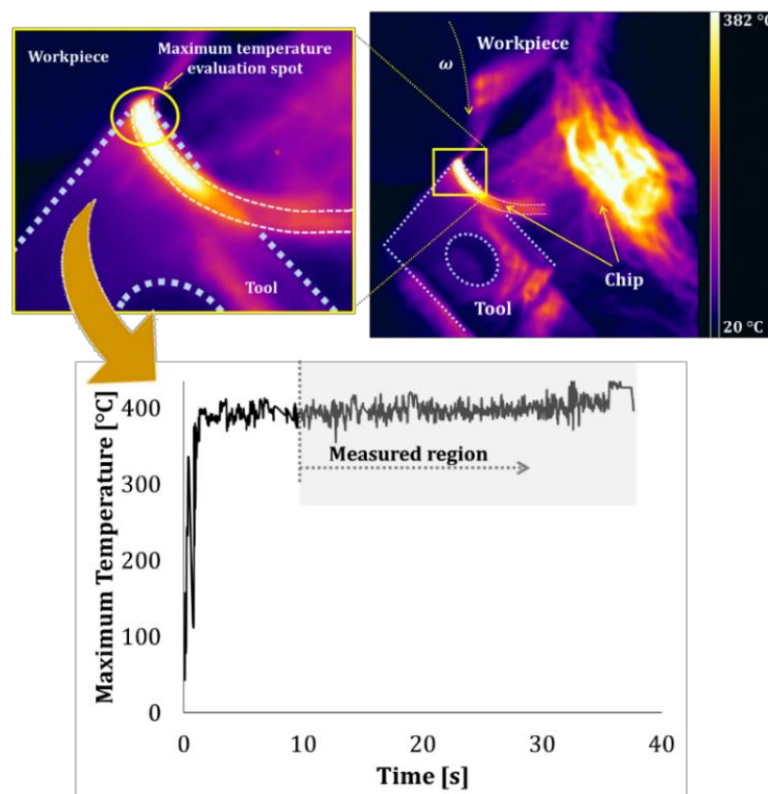 Workpiece
Maximum temperature
evaluation spot
Tool
382 °C
Workpiece
ω
Chip
Tool
20 °C
Maximum Temperature [°C]
400
300
200
100
0
Measured region
0
10
20
30
40
Time [s]